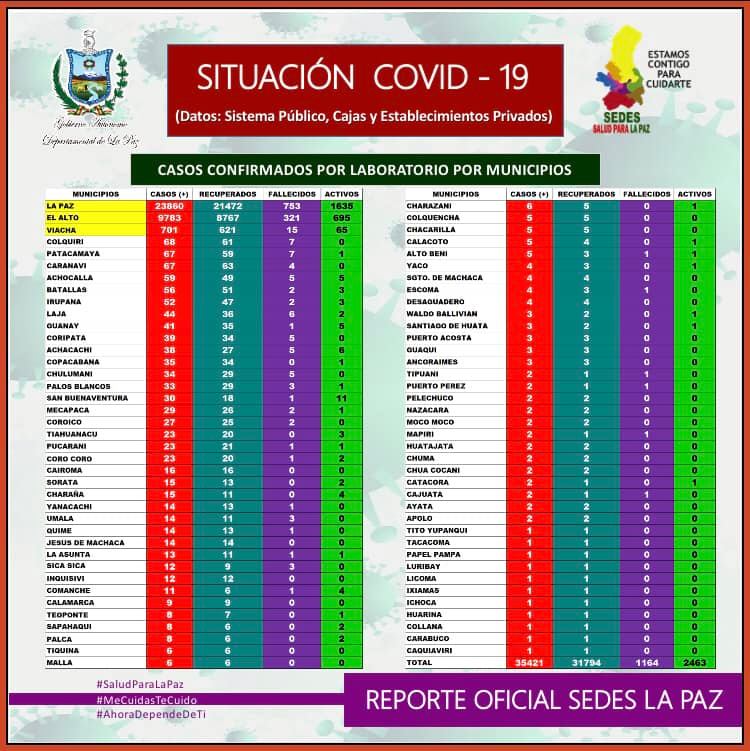 Gobierno Autónomo
Departamental de La Paz
SITUACIÓN COVID - 19
(Datos: Sistema Público, Cajas y Establecimientos Privados)
ESTAMOS
CONTIGO
PARA
CUIDARTE
SEDES
SALUD PARA LA PAZ
CASOS CONFIRMADOS POR LABORATORIO POR MUNICIPIOS
MUNICIPIOS CASOS (+) RECUPERADOS FALLECIDOS ACTIVOS
LA PAZ 23860 21472 753 1635
EL ALTO 9783 8767 321 695
VIACHA 701 621 15 65
COLQUIRI 68 61 7 0
PATACAMAYA 67 59 7 1
CARANAVI 67 63 4 0
ACHOCALLA 59 49 5 5
BATALLAS 56 51 2 3
IRUPANA 52 47 2 3
LAJA 44 36 6 2
GUANAY 41 35 1 5
CORIPATA 39 34 5 0
ACHACACHI 38 27 5 6
COPACABANA 35 34 1 0
CHULUMANI 34 29 5 0
PALOS BLANCOS 33 29 3 1
SAN BUENAVENTURA 30 18 1 11
MECAPACA 29 26 2 1
COROICO 27 25 2 0
TIAHUANACU 23 20 0 3
PUCARANI 23 21 1 1
CORO CORO 23 20 1 2
CAIROMA 16 16 0 0
SORATA 15 13 0 2
CHARAÑA 15 11 0 4
YANACACHI 14 13 1 0
UMALA 14 11 3 0
QUIME 14 13 1 0
JESUS DE MACHACA 14 14 0 0
LA ASUNTA 13 11 1 1
SICA SICA 12 9 3 0
INQUISIVI 12 12 0 0
COMANCHE 11 6 1 4
CALAMARCA 9 9 0 0
TEOPONTE 8 7 0 1
SAPAHAQUI 8 6 0 2
PALCA 8 6 0 2
TIQUINA 6 6 0 0
MALLA 6 6 0 0
MUNICIPIOS CASOS (+) RECUPERADOS FALLECIDOS ACTIVOS
CHARAZANI 6 5 0 1
COLQUENCHA 5 5 0 0
CHACARILLA 5 5 0 0
CALACOTO 5 4 0 1
ALTO BENI 5 3 1 1
YACO 4 3 0 1
SGTO. DE MACHACA 4 4 0 0
ESCOMA 4 3 1 0
DESAGUADERO 4 4 0 0
WALDO BALLIVIAN 3 2 0 1
SANTIAGO DE HUATA 3 2 0 1
PUERTO ACOSTA 3 3 0 0
GUAQUI 3 3 0 0
ANCORAIMES 3 3 0 0
TIPUANI 2 1 1 0
PUERTO PEREZ 2 1 1 0
PELECHUCO 2 2 0 0
NAZACARA 2 2 0 0
MOCO MOCO 2 2 0 0
MAPIRI 2 1 1 0
HUATAJATA 2 2 0 0
CHUMA 2 2 0 0
CHUA COCANI 2 2 0 0
CATACORA 2 1 0 1
CAJUATA 2 1 1 0
AYATA 2 2 0 0
APOLO 2 2 0 0
TITO YUPANQUI 1 1 0 0
TACACOMA 1 1 0 0
PAPEL PAMPA 1 1 0 0
LURIBAY 1 1 0 0
LICOMA 1 1 0 0
IXIAMAS 1 1 0 0
ICHOCA 1 1 0 0
HUARINA 1 1 0 0
COLLANA 1 1 0 0
CARABUCO 1 1 0 0
CAQUIAVIRI 1 1 0 0
TOTAL 35421 31794 1164 2463
#SaludParaLaPaz
#MeCuidasTeCuido
#AhoraDependeDeTi
REPORTE OFICIAL SEDES LA PAZ